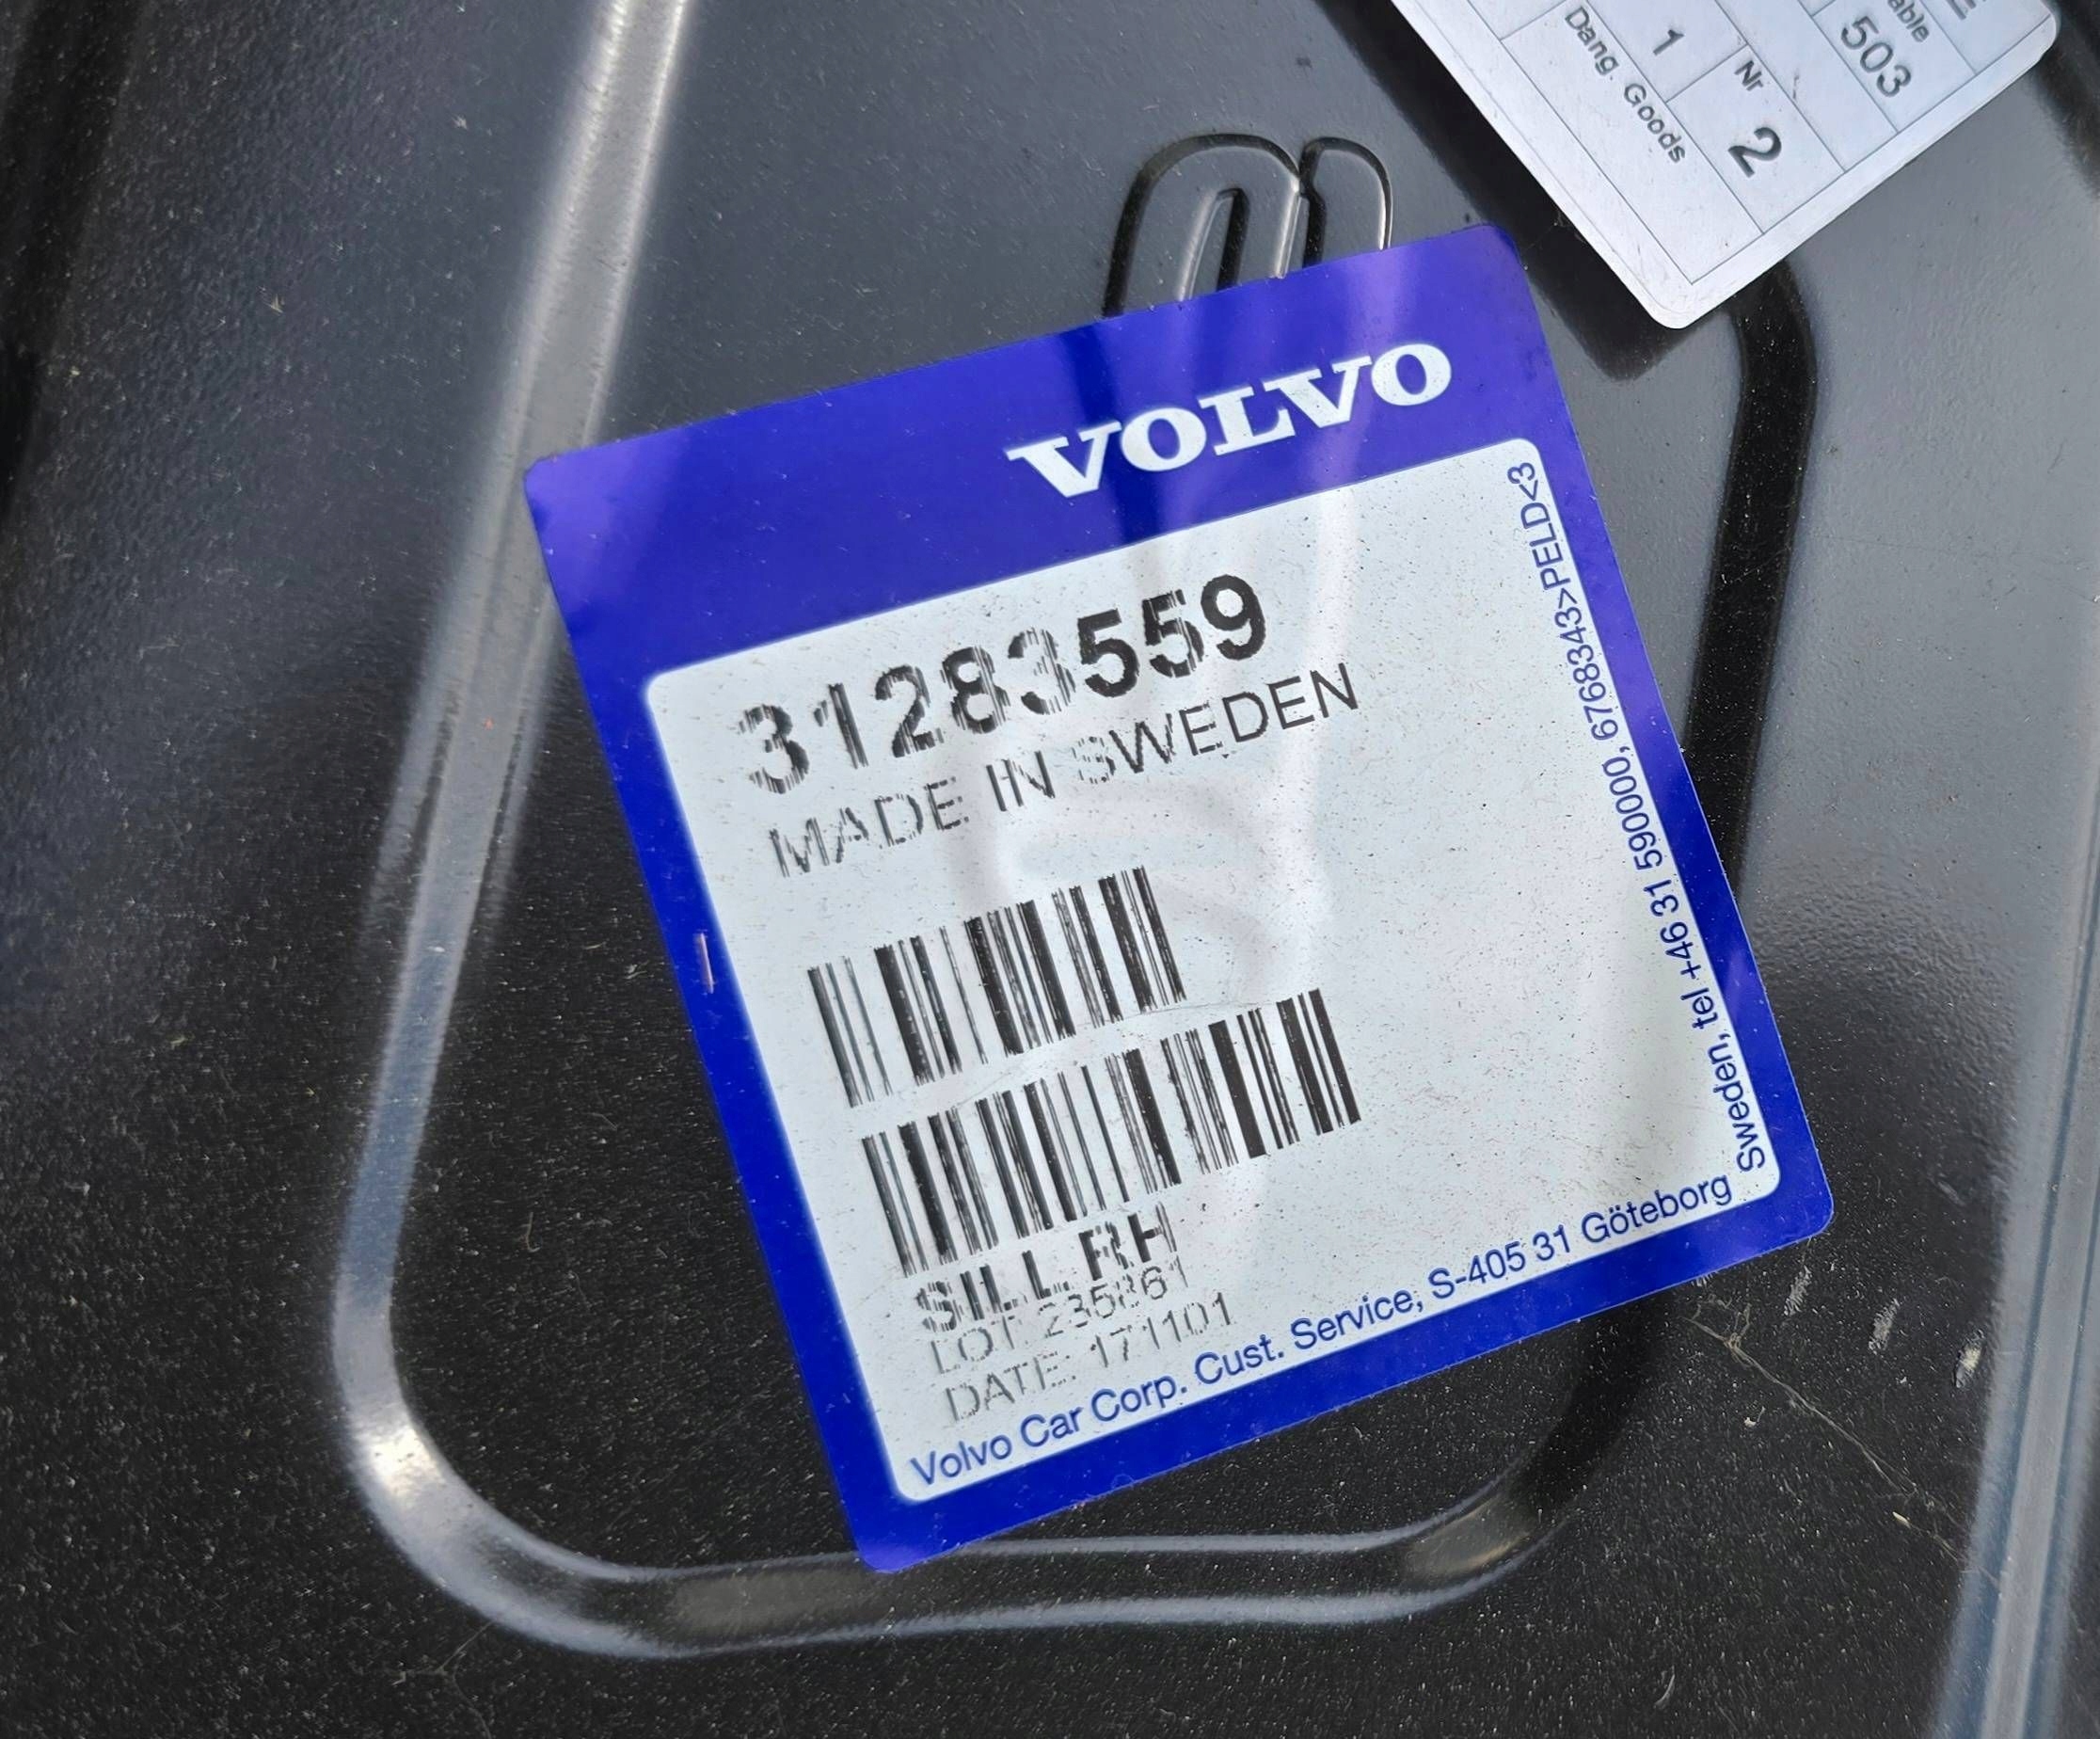 able
503
Nr
2
1
Dang. Goods
VOLVO
31283559
MADE IN SWEDEN
SILL RH
LOT: 235861
DATE: 171101
Volvo Car Corp. Cust. Service, S-405 31 Göteborg
Sweden, tel +46 31 590000, 67683343>PELD<3